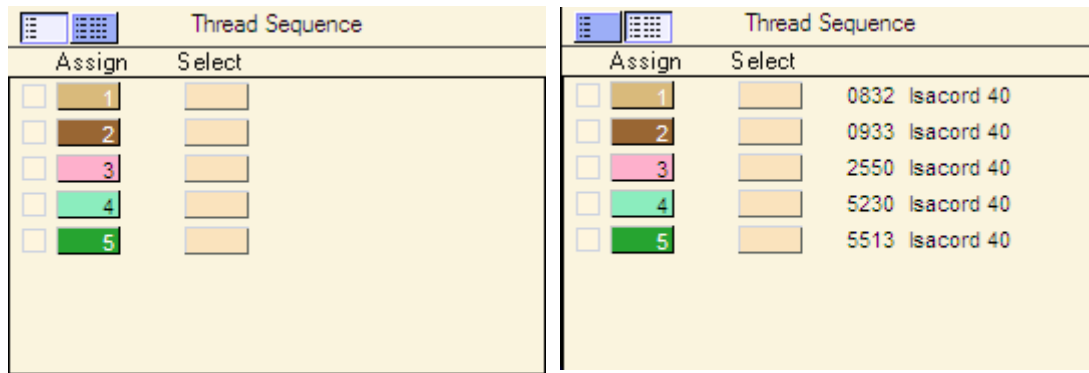 Thread Sequence
Assign Select
1
2
3
4
5
Thread Sequence
Assign Select
1 0832 Isacord 40
2 0933 Isacord 40
3 2550 Isacord 40
4 5230 Isacord 40
5 5513 Isacord 40